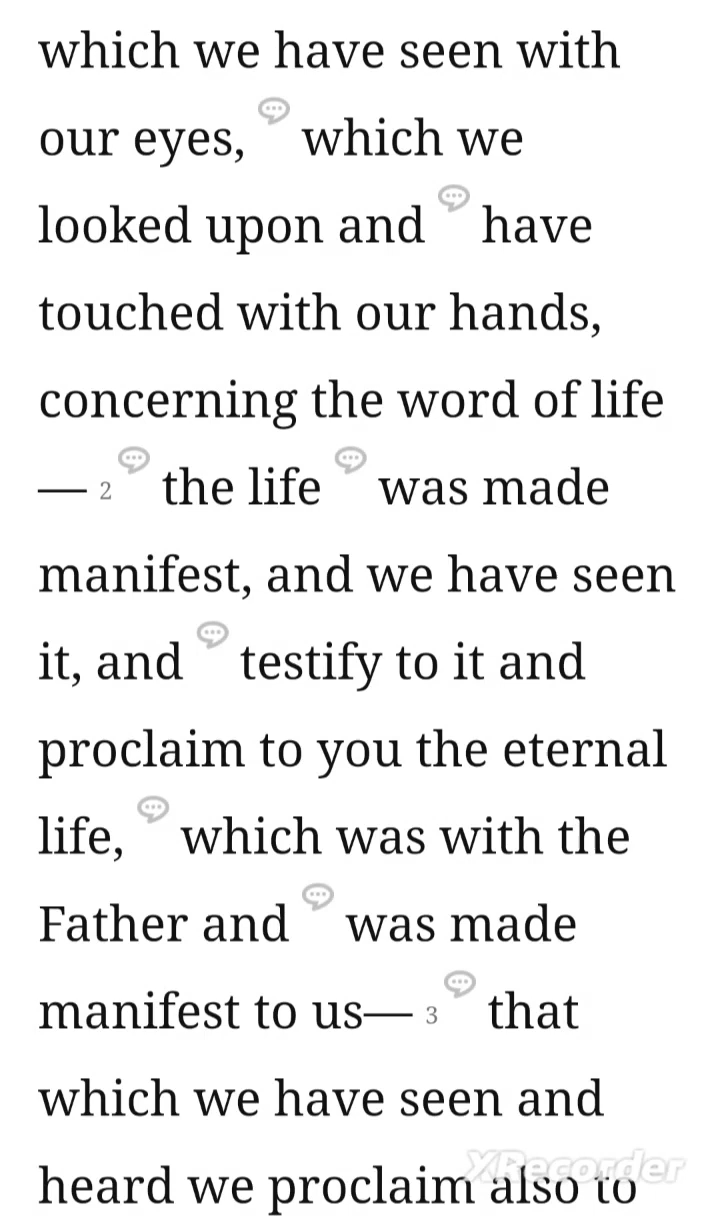 which we have seen with
our eyes, which we
looked upon and have
touched with our hands,
concerning the word of life
— 2 the life was made
manifest, and we have seen
it, and testify to it and
proclaim to you the eternal
life, which was with the
Father and was made
manifest to us— 3 that
which we have seen and
heard we proclaim also to
XRecorder